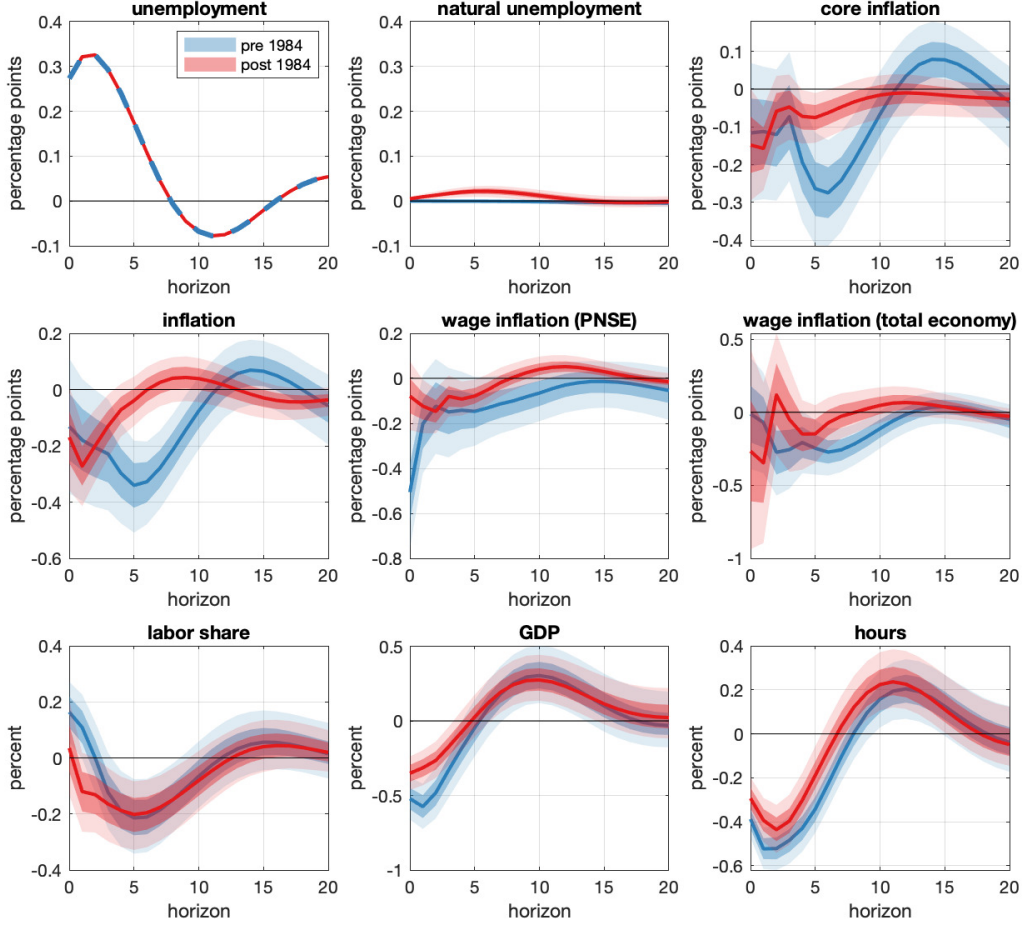 unemployment
natural unemployment
core inflation
0.4
0.3
0.2
0.1
0
-0.1
percentage points
pre 1984
post 1984
0 5 10 15 20
horizon
0.4
0.3
0.2
0.1
0
-0.1
percentage points
0 5 10 15 20
horizon
0.1
0
-0.1
-0.2
-0.3
-0.4
percentage points
0 5 10 15 20
horizon
inflation
wage inflation (PNSE)
wage inflation (total economy)
0.2
0
-0.2
-0.4
-0.6
percentage points
0 5 10 15 20
horizon
0.2
0
-0.2
-0.4
-0.6
-0.8
percentage points
0 5 10 15 20
horizon
0.5
0
-0.5
-1
percentage points
0 5 10 15 20
horizon
labor share
GDP
hours
0.4
0.2
0
-0.2
-0.4
percent
0 5 10 15 20
horizon
0.5
0
-0.5
-1
percent
0 5 10 15 20
horizon
0.4
0.2
0
-0.2
-0.4
-0.6
percent
0 5 10 15 20
horizon